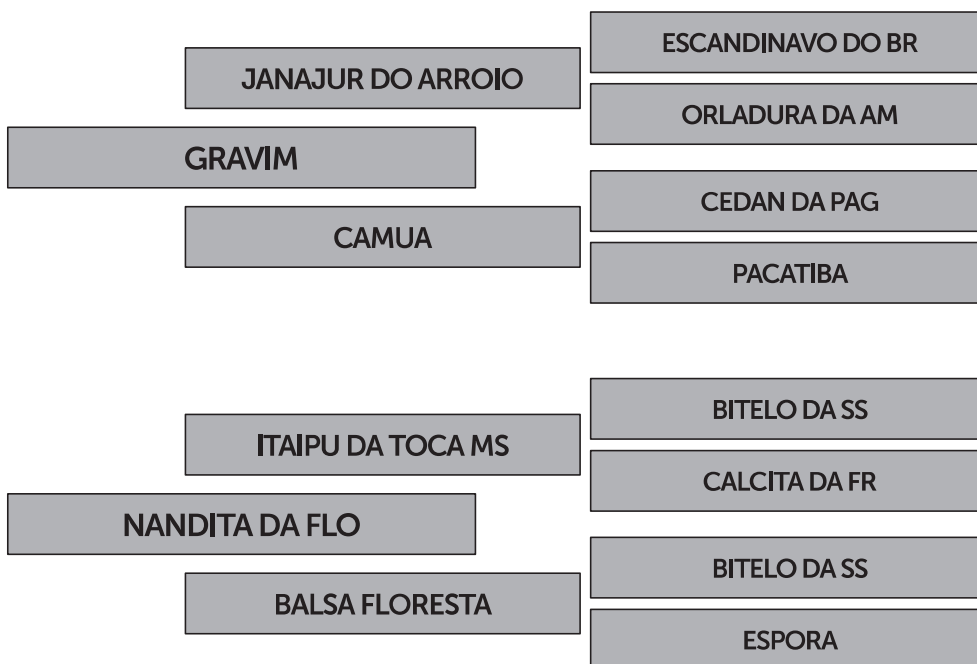 ESCANDINAVO DO BR
JANAJUR DO ARROIO
ORLADURA DA AM
GRAVIM
CEDAN DA PAG
CAMUA
PACATIBA
BITELO DA SS
ITAIPU DA TOCA MS
CALCITA DA FR
NANDITA DA FLO
BITELO DA SS
BALSA FLORESTA
ESPORA